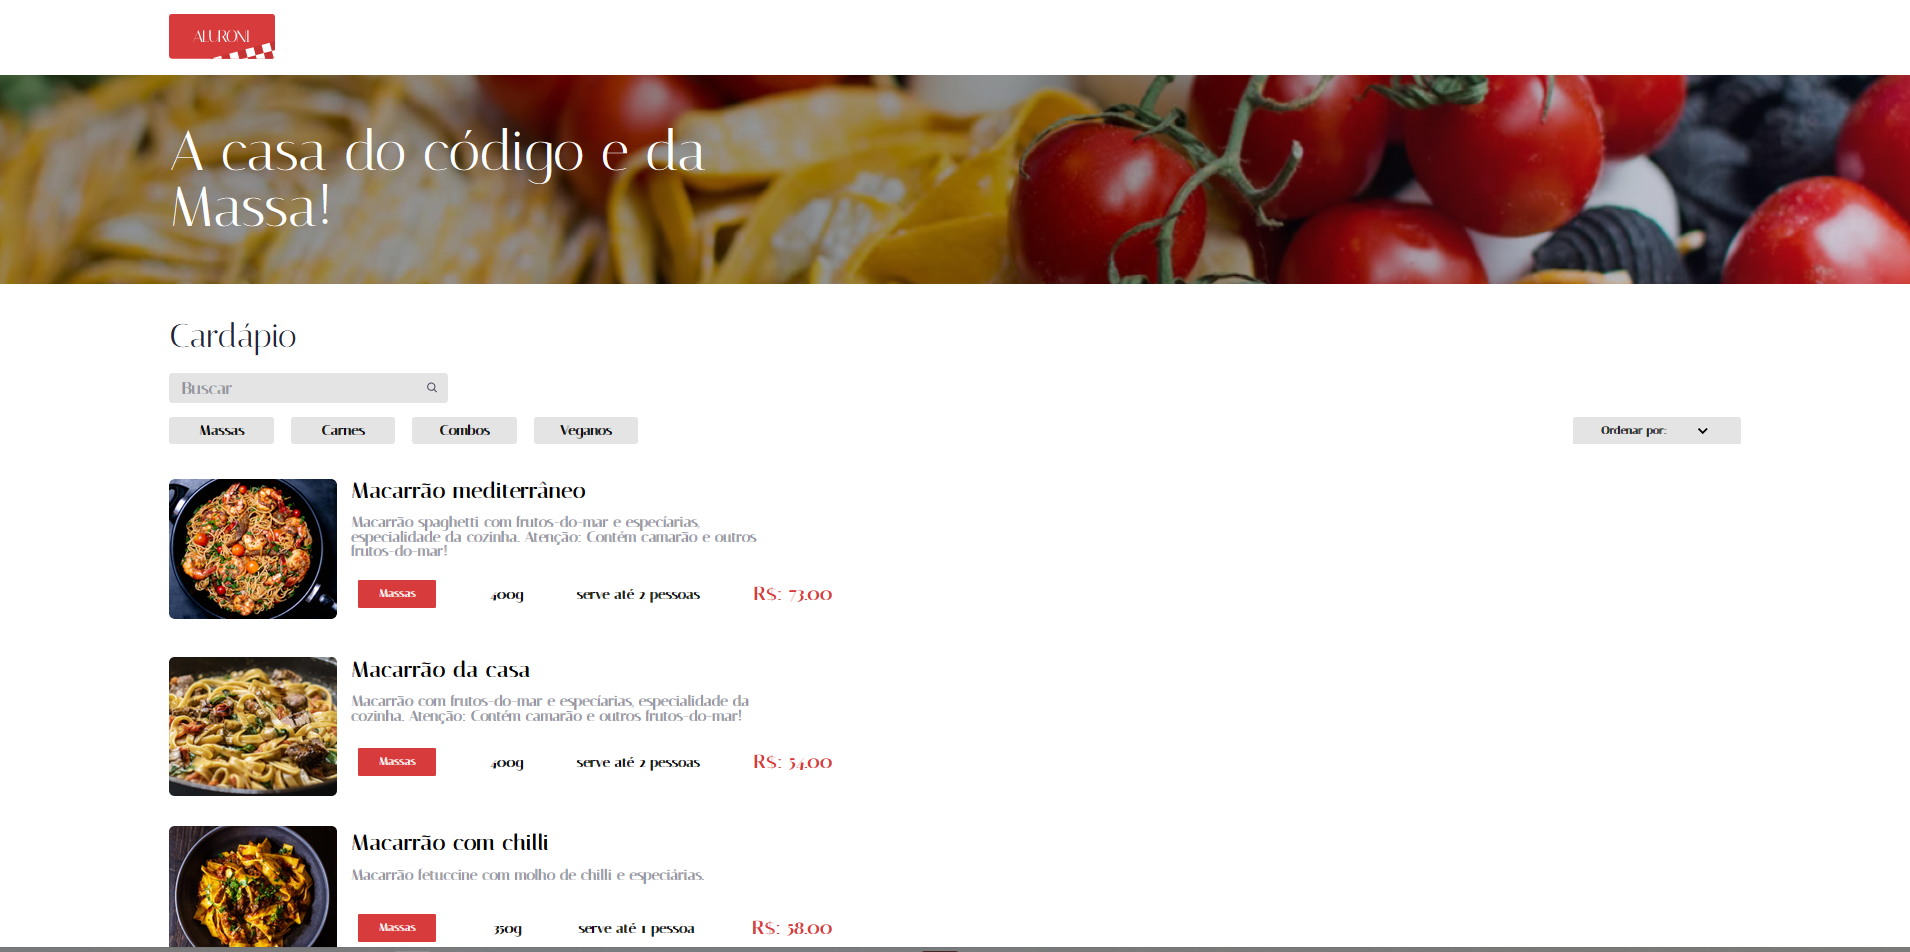 ALURONI
A casa do código e da
Massa!
Cardápio
Buscar
Massas Carnes Combos Veganos Ordenar por:
Macarrão mediterrâneo
Macarrão spaghetti com frutos-do-mar e especíarias,
especialidade da cozinha. Atenção: Contém camarão e outros
frutos-do-mar!
Massas 400g serve até 2 pessoas R$: 73.00
Macarrão da casa
Macarrão com frutos-do-mar e especíarias, especialidade da
cozinha. Atenção: Contém camarão e outros frutos-do-mar!
Massas 400g serve até 2 pessoas R$: 54.00
Macarrão com chilli
Macarrão fetuccine com molho de chilli e especiárias.
Massas 350g serve até 1 pessoa R$: 58.00